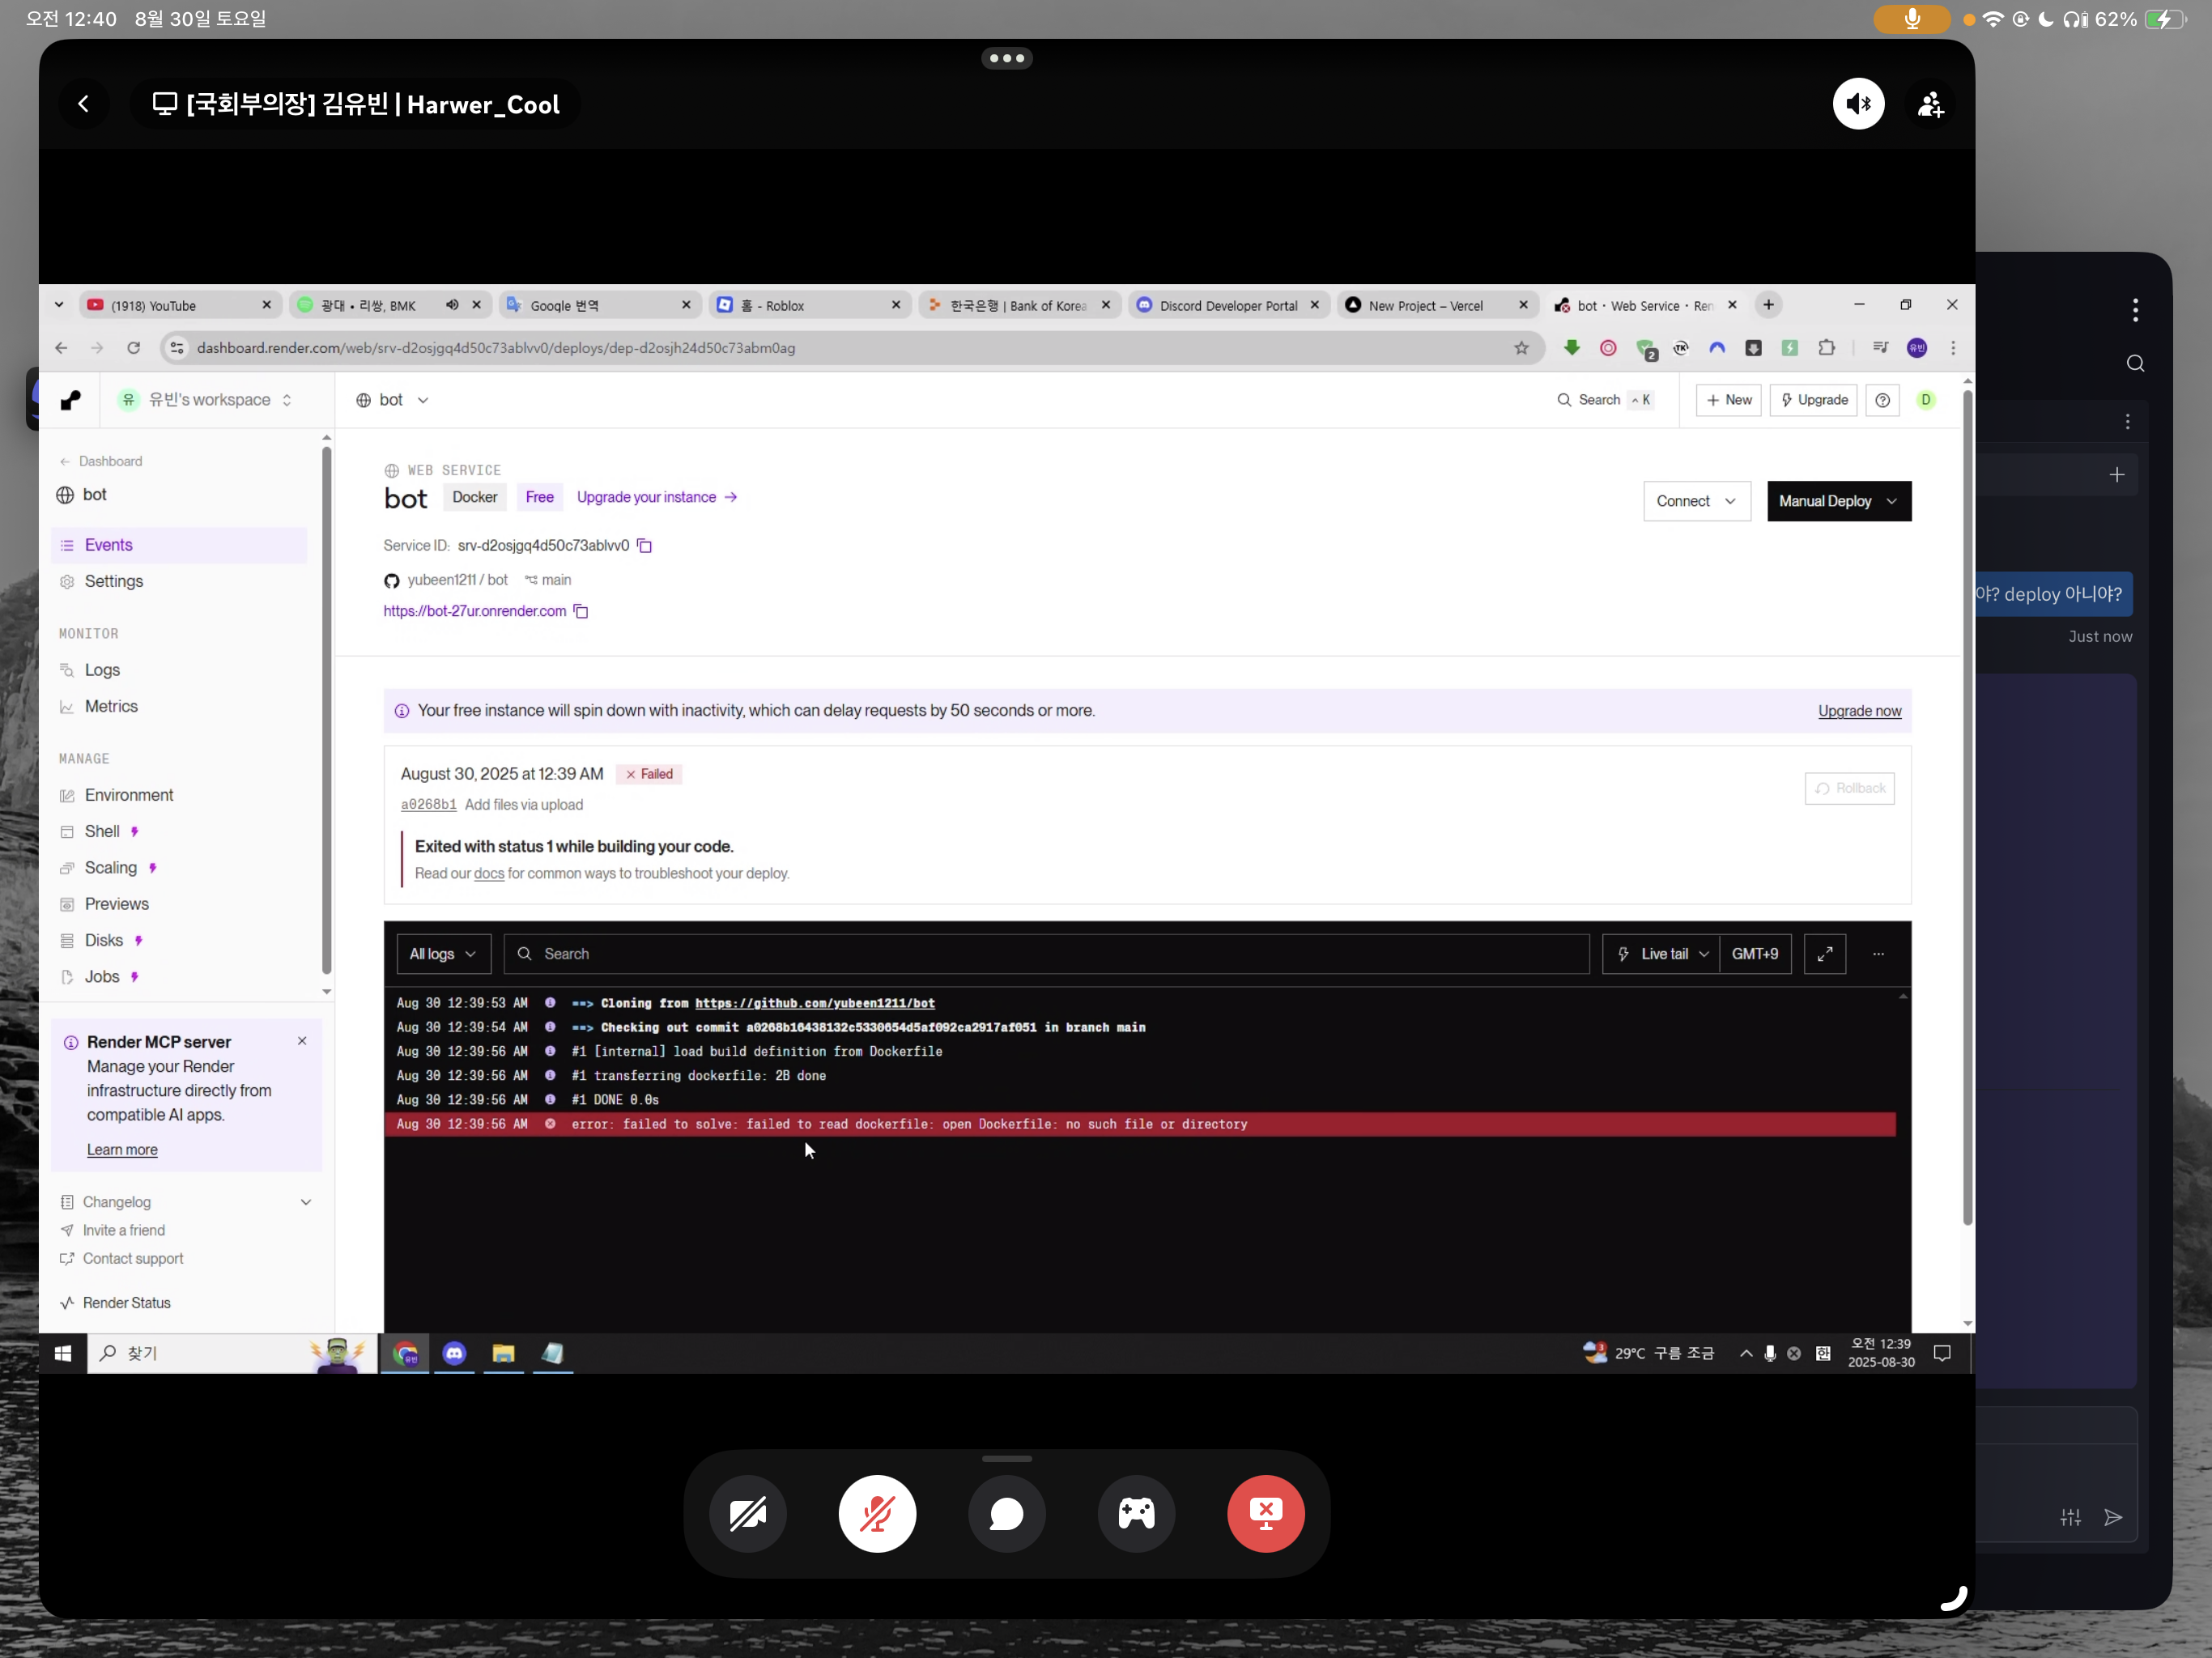 오전 12:40 8월 30일 토요일
62%
[국회부의장] 김유빈 | Harwer_Cool
(1918) YouTube
광대 • 리쌍, BMK
Google 번역
홈 - Roblox
한국은행 | Bank of Korea
Discord Developer Portal
New Project – Vercel
bot · Web Service · Ren
dashboard.render.com/web/srv-d2osjgq4d50c73ablvv0/deploys/dep-d2osjh24d50c73abm0ag
2
TK
유빈
유 유빈's workspace
bot
Search
K
+ New
Upgrade
D
← Dashboard
bot
Events
Settings
MONITOR
Logs
Metrics
MANAGE
Environment
Shell
Scaling
Previews
Disks
Jobs
Render MCP server
Manage your Render
infrastructure directly from
compatible AI apps.
Learn more
Changelog
Invite a friend
Contact support
Render Status
WEB SERVICE
bot Docker Free Upgrade your instance →
Connect
Manual Deploy
Service ID: srv-d2osjgq4d50c73ablvv0
yubeen1211 / bot main
https://bot-27ur.onrender.com
Your free instance will spin down with inactivity, which can delay requests by 50 seconds or more.
Upgrade now
August 30, 2025 at 12:39 AM Failed
Rollback
a0268b1 Add files via upload
Exited with status 1 while building your code.
Read our docs for common ways to troubleshoot your deploy.
All logs
Search
Live tail
GMT+9
Aug 30 12:39:53 AM ==> Cloning from https://github.com/yubeen1211/bot
Aug 30 12:39:54 AM ==> Checking out commit a0268b16438132c5330654d5af092ca2917af051 in branch main
Aug 30 12:39:56 AM #1 [internal] load build definition from Dockerfile
Aug 30 12:39:56 AM #1 transferring dockerfile: 2B done
Aug 30 12:39:56 AM #1 DONE 0.0s
Aug 30 12:39:56 AM error: failed to solve: failed to read dockerfile: open Dockerfile: no such file or directory
찾기
유빈
3
29°C 구름 조금
한
오전 12:39
2025-08-30
야? deploy 아니야?
Just now